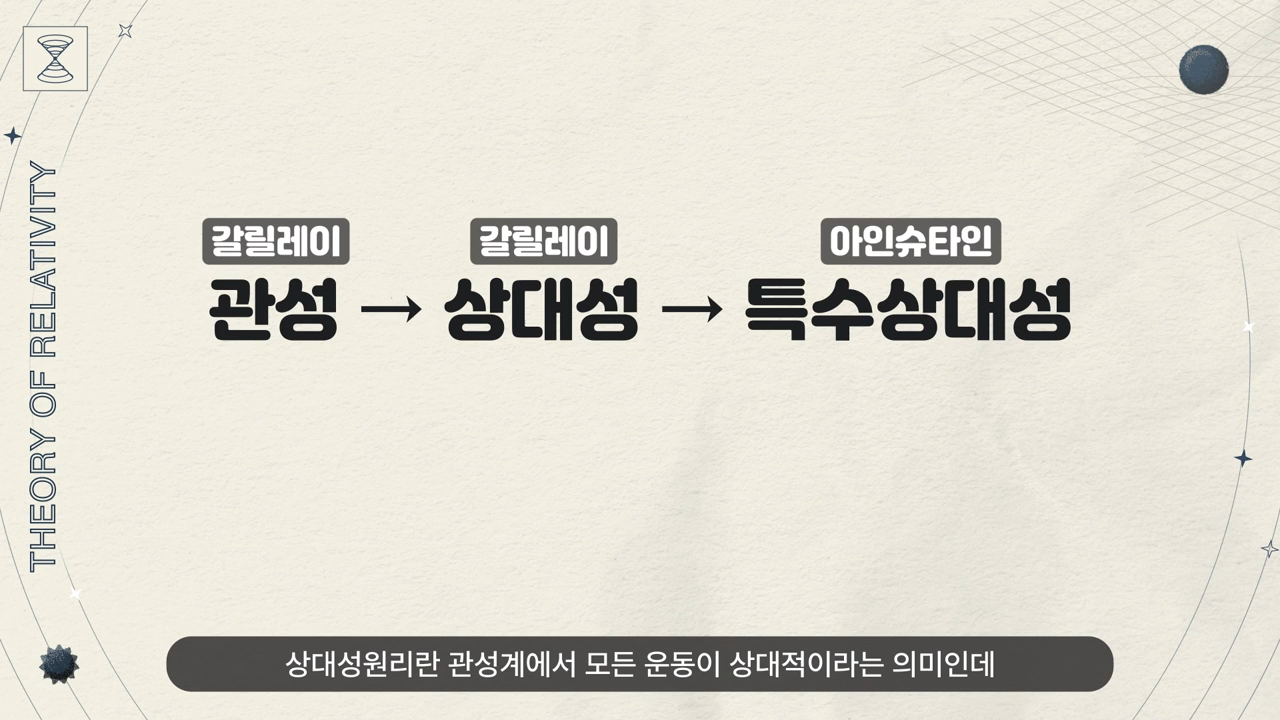 THEORY OF RELATIVITY
갈릴레이 갈릴레이 아인슈타인
관성 → 상대성 → 특수상대성
상대성원리란 관성계에서 모든 운동이 상대적이라는 의미인데